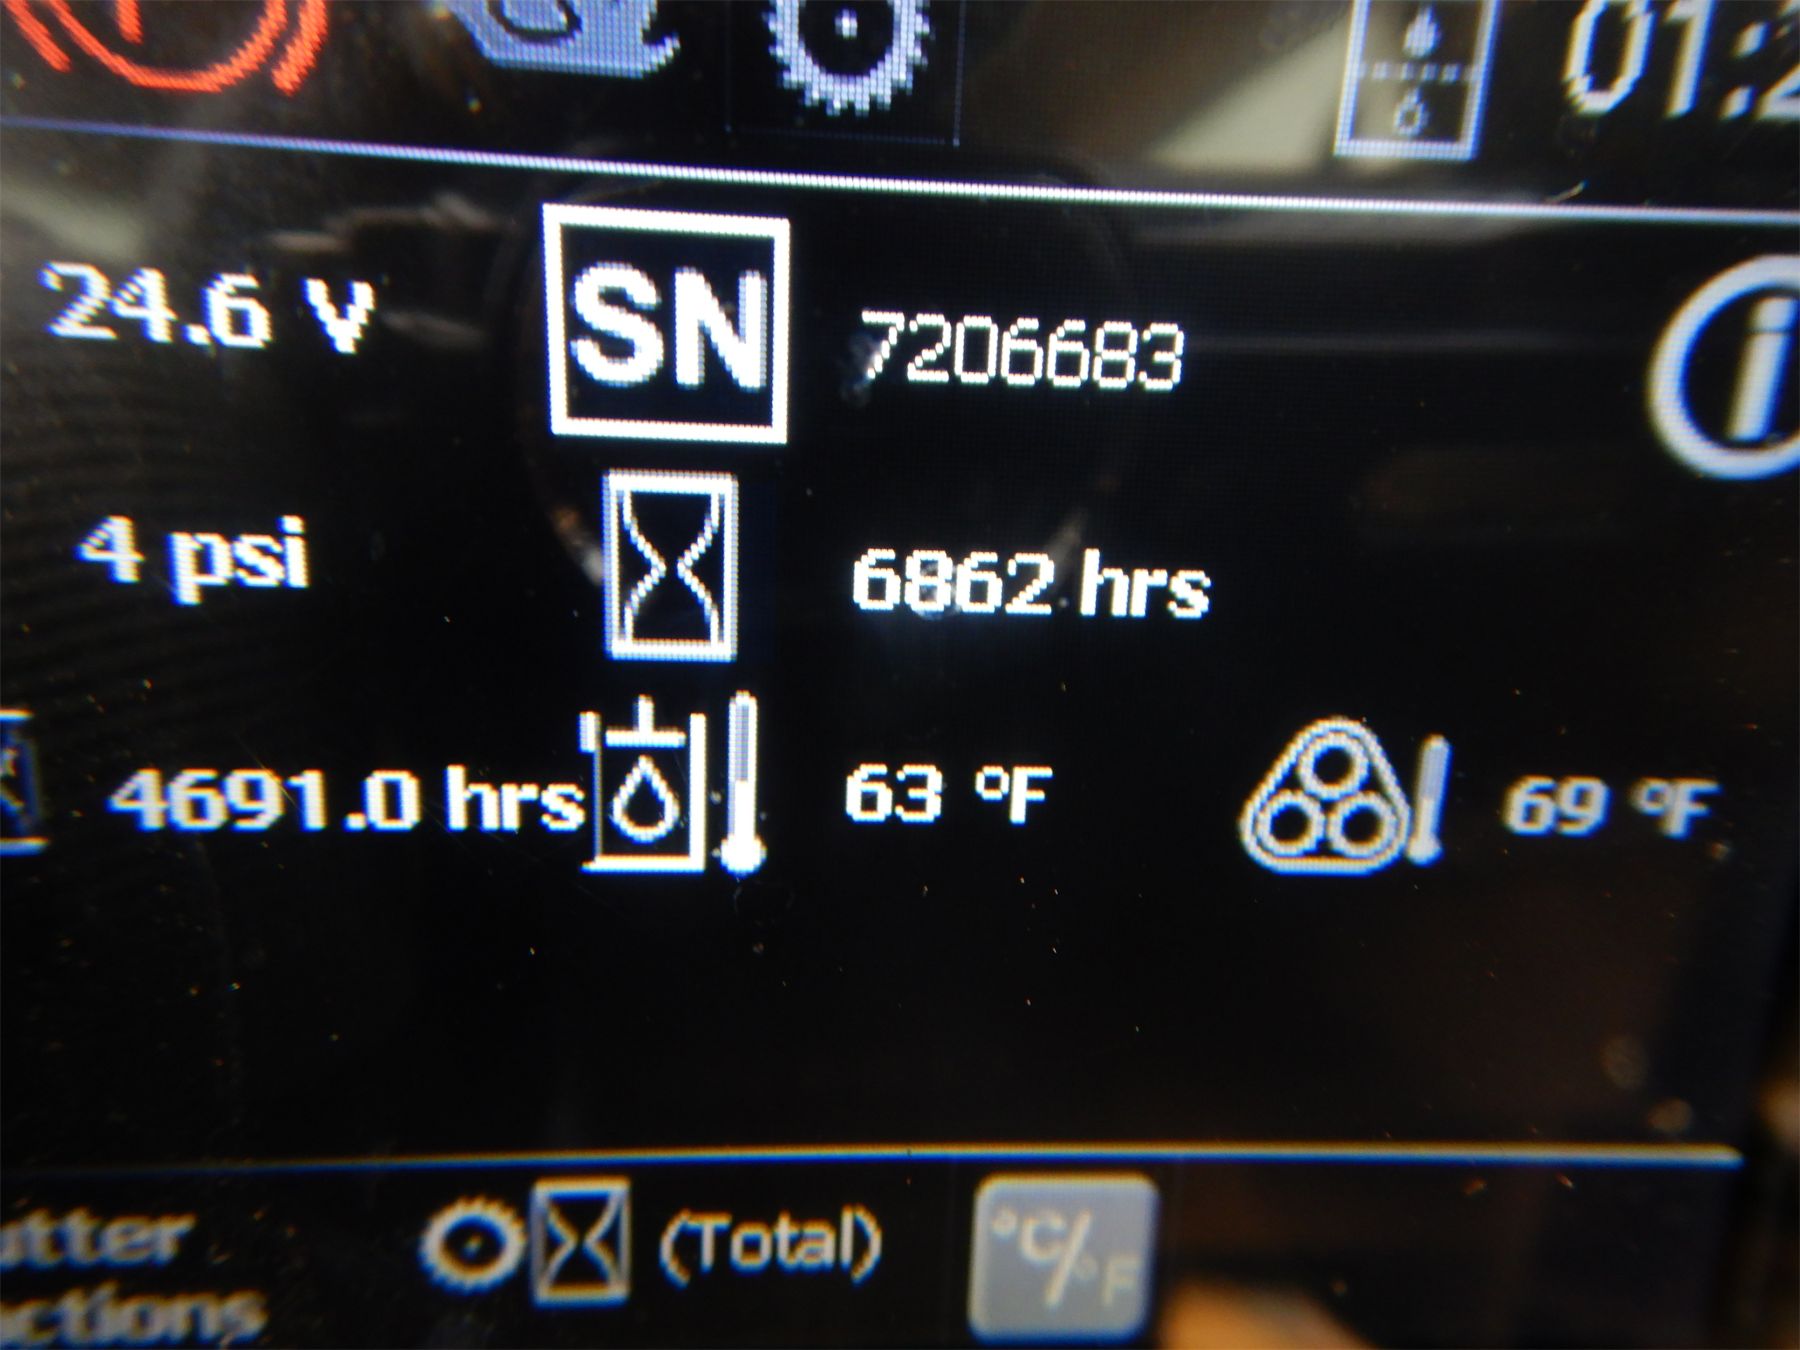 01:2
24.6 V
SN
7206683
i
4 psi
6862 hrs
4691.0 hrs
63 °F
69 °F
utter
ctions
(Total)
°C/°F